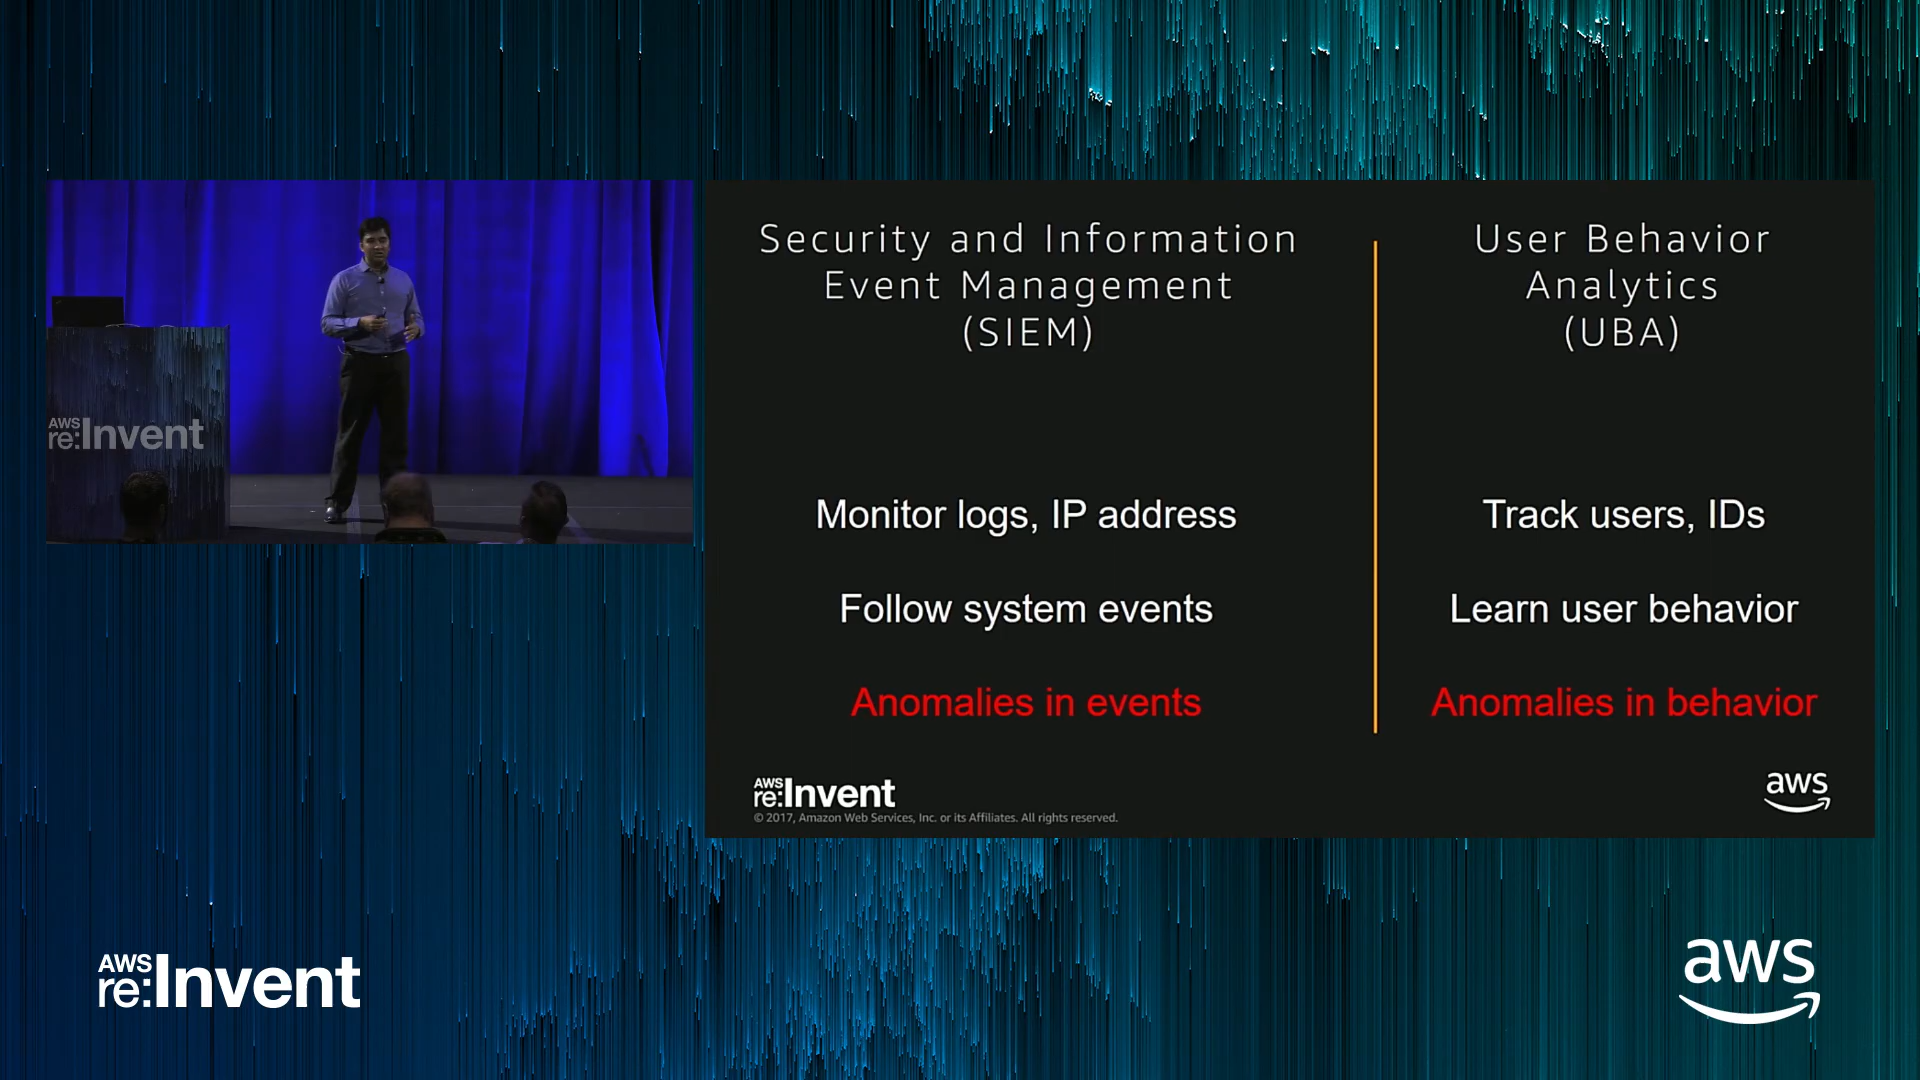 AWS
re:Invent
Security and Information
Event Management
(SIEM)
Monitor logs, IP address
Follow system events
Anomalies in events
User Behavior
Analytics
(UBA)
Track users, IDs
Learn user behavior
Anomalies in behavior
AWS
re:Invent
© 2017, Amazon Web Services, Inc. or its Affiliates. All rights reserved.
aws
AWS
re:Invent
aws